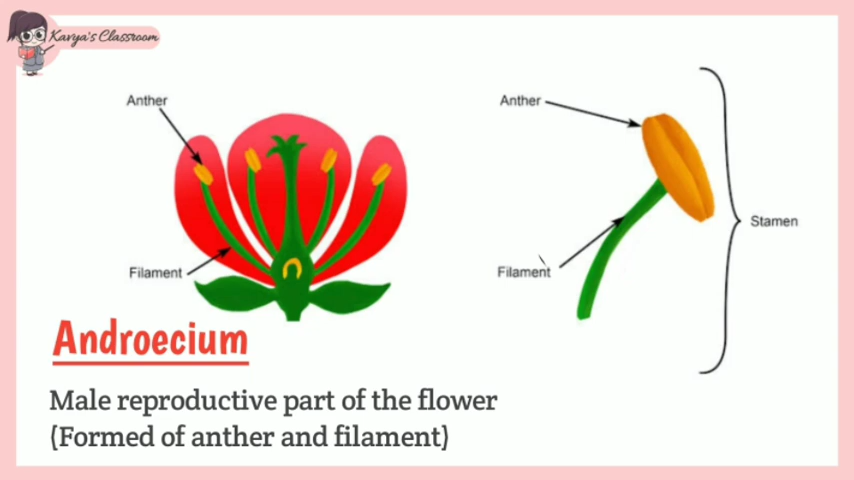 Kavya's Classroom
Anther
Filament
Anther
Filament
Stamen
Androecium
Male reproductive part of the flower
(Formed of anther and filament)